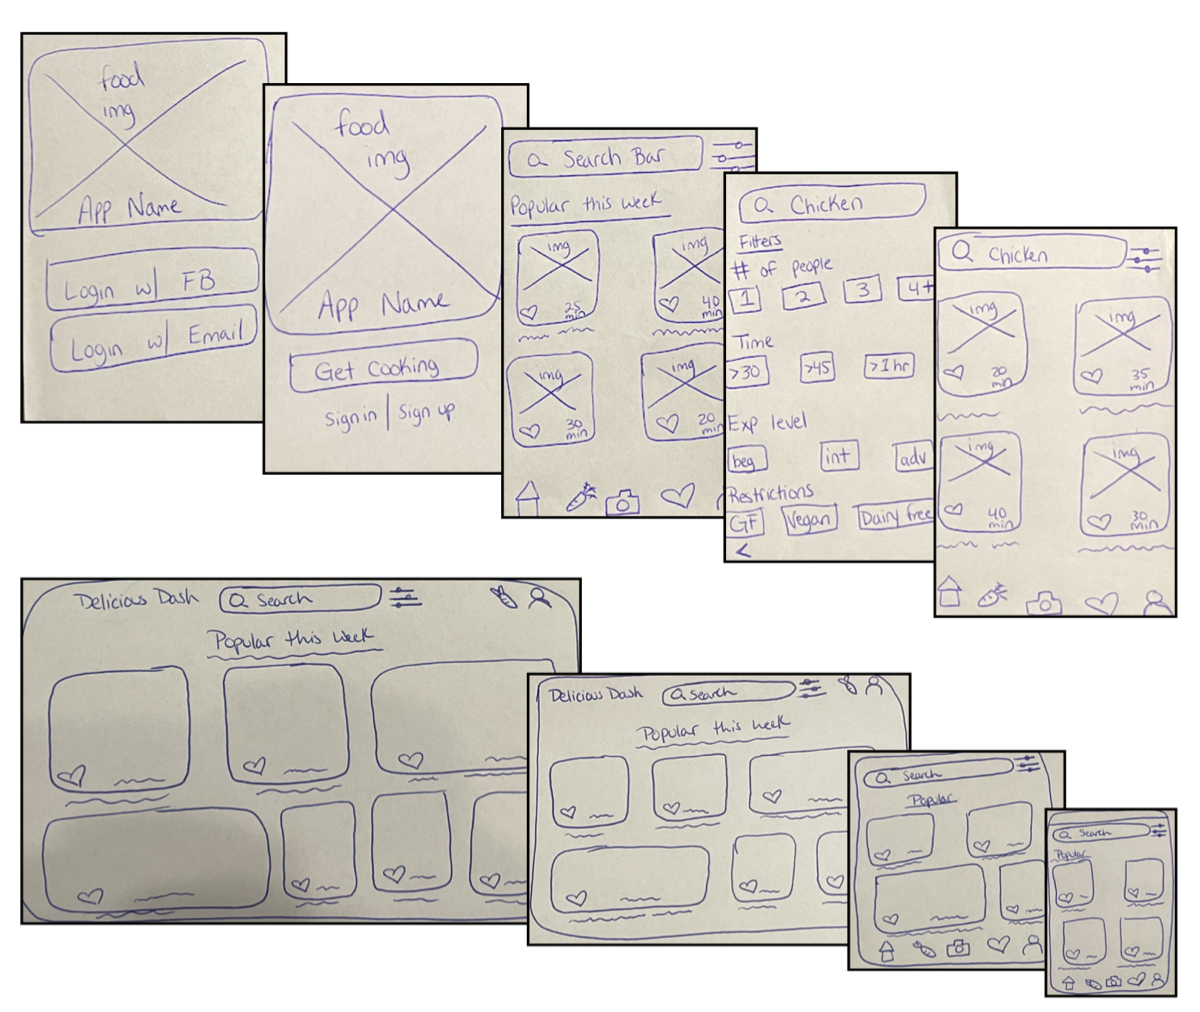 food
img
App Name
Login w/ FB
Login w/ Email
food
img
App Name
Get Cooking
Sign in | Sign up
Search Bar
Popular this week
img
25
min
img
40
min
img
30
min
img
20
min
Chicken
Filters
# of people
1 2 3 4+
Time
>30 >45 >1hr
Exp level
beg int adv
Restrictions
GF Vegan Dairy free
<
Chicken
img
20
min
img
35
min
img
40
min
img
30
min
Delicious Dash Search
Popular this week
Delicious Dash Search
Popular this week
Search
Popular
Search
Popular